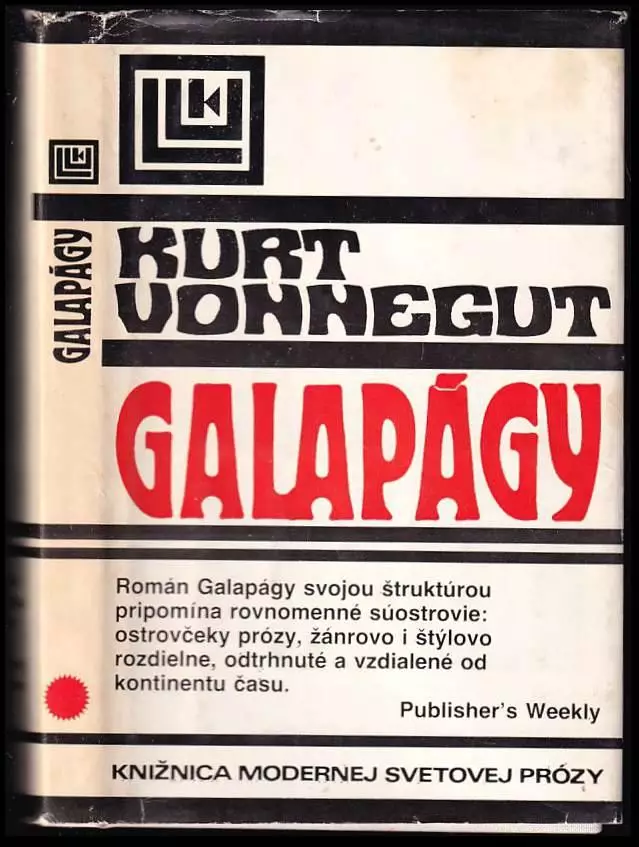 GALAPÁGY
KURT
VONNEGUT
GALAPÁGY
Román Galapágy svojou štruktúrou
pripomína rovnomenné súostrovie:
ostrovčeky prózy, žánrovo i štýlovo
rozdielne, odtrhnuté a vzdialené od
kontinentu času.
Publisher's Weekly
KNIŽNICA MODERNEJ SVETOVEJ PRÓZY